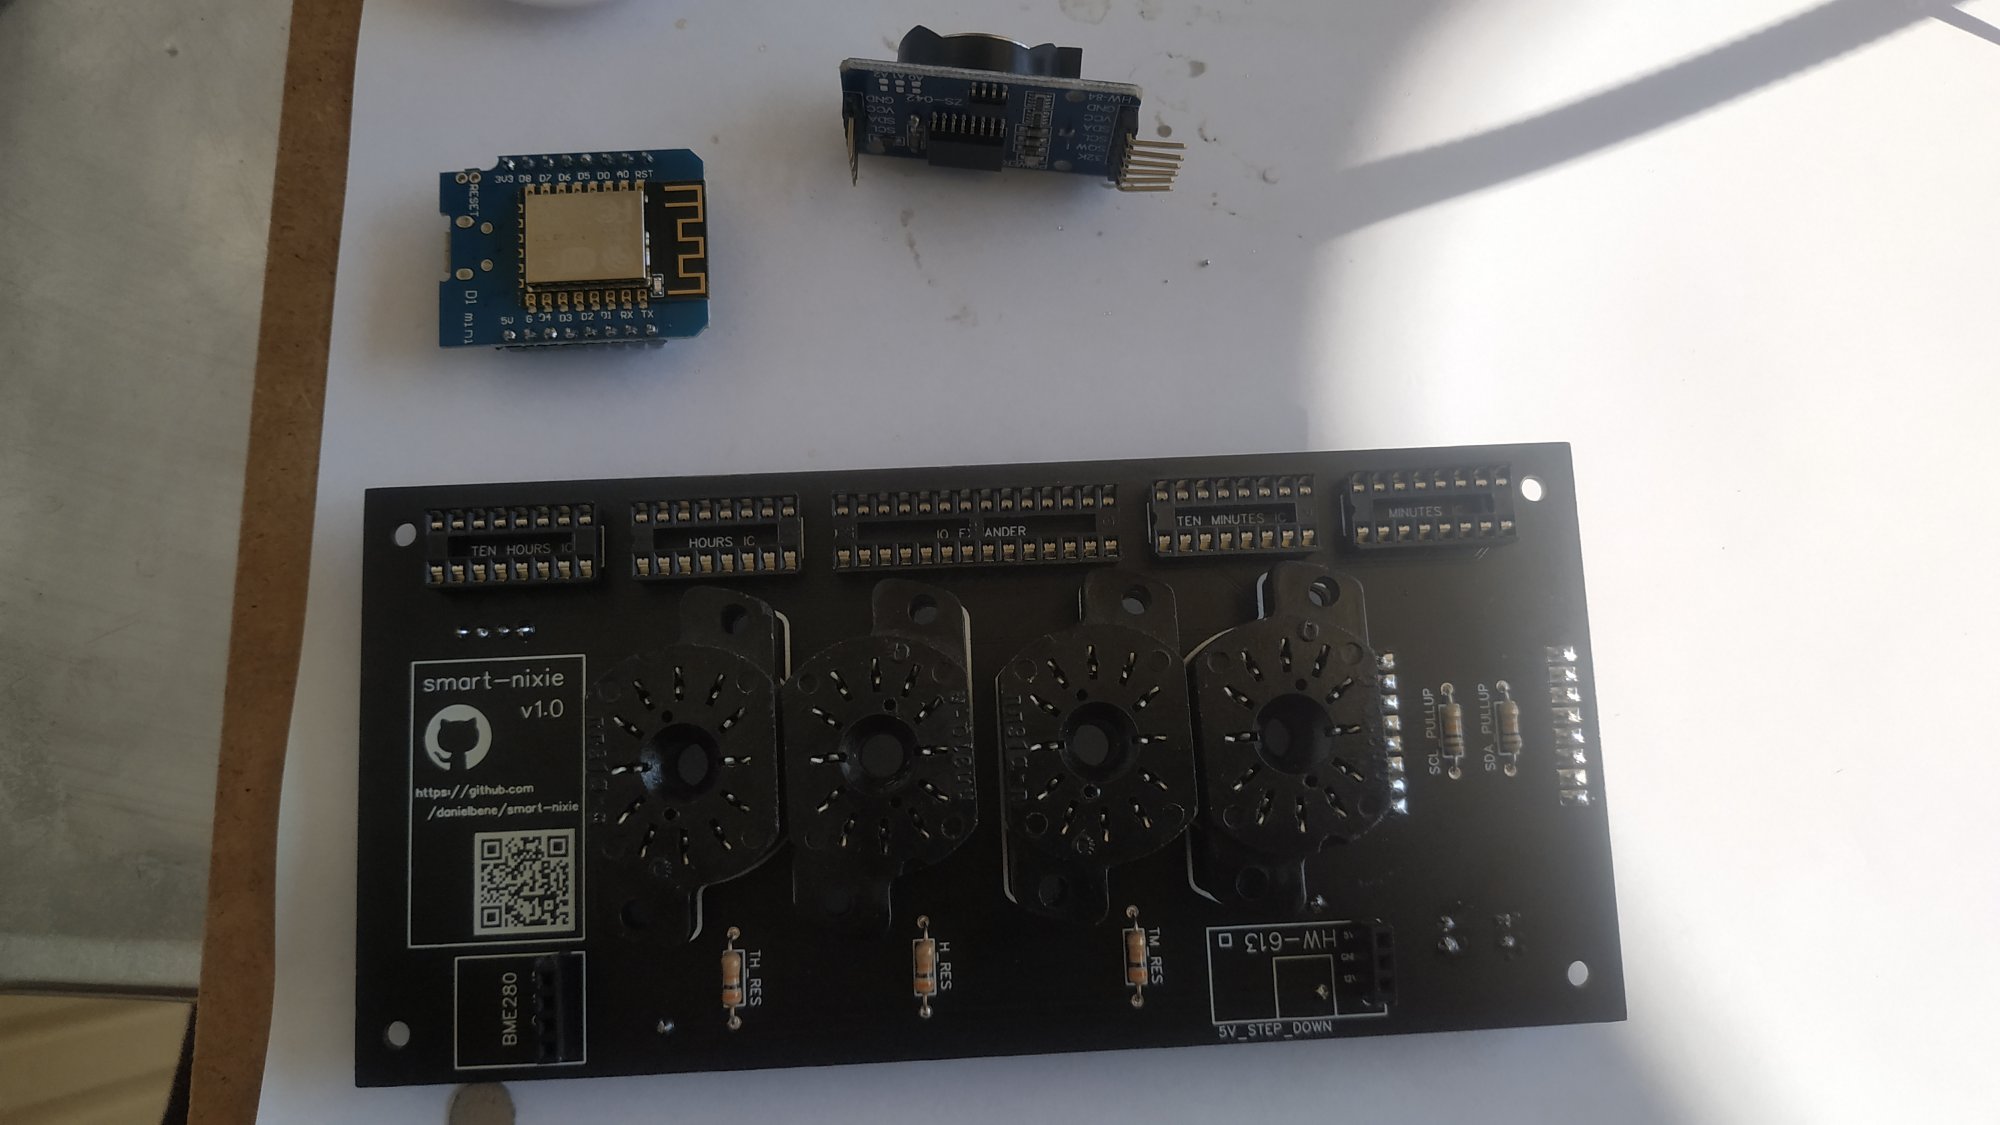 A0 A1 A2
GND
VCC
SDA
SCL
ZS-042
HW-84
GND
VCC
SDA
SCL
SQW
32K
RESET
3V3 D8 D7 D6 D5 D0 A0 RST
D1 mini
5V G D4 D3 D2 D1 RX TX
TEN HOURS IC
HOURS IC
TEN MINUTES IC
MINUTES IC
smart-nixie
v1.0
https://github.com
/danielbene/smart-nixie
SCL_PULLUP
SDA_PULLUP
BME280
TH_RES
H_RES
TM_RES
HW-613
5V_STEP_DOWN